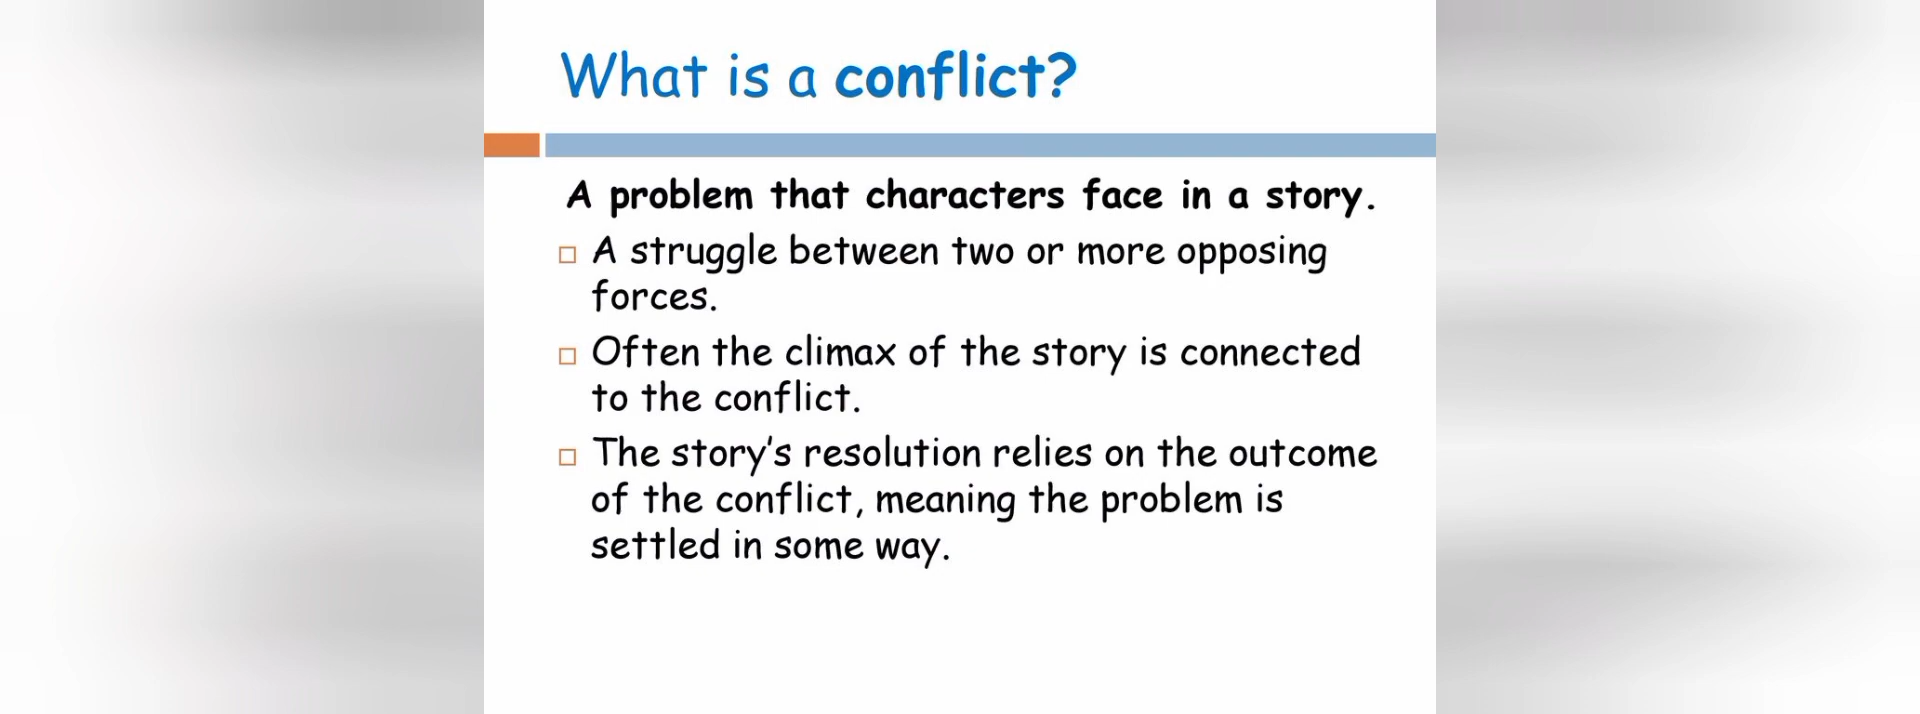 What is a conflict?
A problem that characters face in a story.
A struggle between two or more opposing
forces.
Often the climax of the story is connected
to the conflict.
The story's resolution relies on the outcome
of the conflict, meaning the problem is
settled in some way.